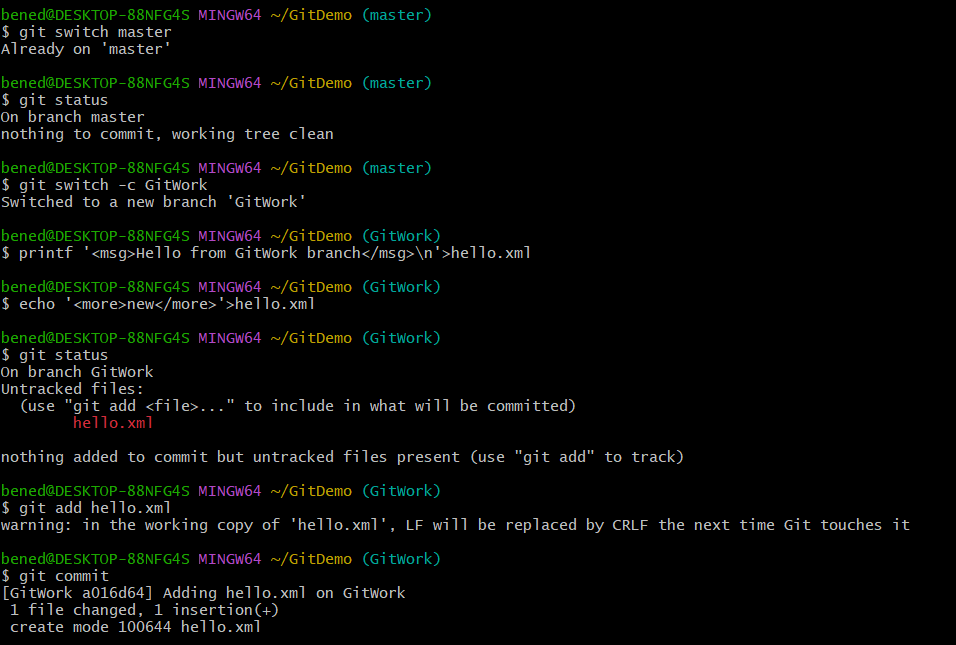 bened@DESKTOP-88NFG4S MINGW64 ~/GitDemo (master)
$ git switch master
Already on 'master'
bened@DESKTOP-88NFG4S MINGW64 ~/GitDemo (master)
$ git status
On branch master
nothing to commit, working tree clean
bened@DESKTOP-88NFG4S MINGW64 ~/GitDemo (master)
$ git switch -c GitWork
Switched to a new branch 'GitWork'
bened@DESKTOP-88NFG4S MINGW64 ~/GitDemo (GitWork)
$ printf '<msg>Hello from GitWork branch</msg>\n'>hello.xml
bened@DESKTOP-88NFG4S MINGW64 ~/GitDemo (GitWork)
$ echo '<more>new</more>'>hello.xml
bened@DESKTOP-88NFG4S MINGW64 ~/GitDemo (GitWork)
$ git status
On branch GitWork
Untracked files:
  (use "git add <file>..." to include in what will be committed)
        hello.xml
nothing added to commit but untracked files present (use "git add" to track)
bened@DESKTOP-88NFG4S MINGW64 ~/GitDemo (GitWork)
$ git add hello.xml
warning: in the working copy of 'hello.xml', LF will be replaced by CRLF the next time Git touches it
bened@DESKTOP-88NFG4S MINGW64 ~/GitDemo (GitWork)
$ git commit
[GitWork a016d64] Adding hello.xml on GitWork
 1 file changed, 1 insertion(+)
 create mode 100644 hello.xml